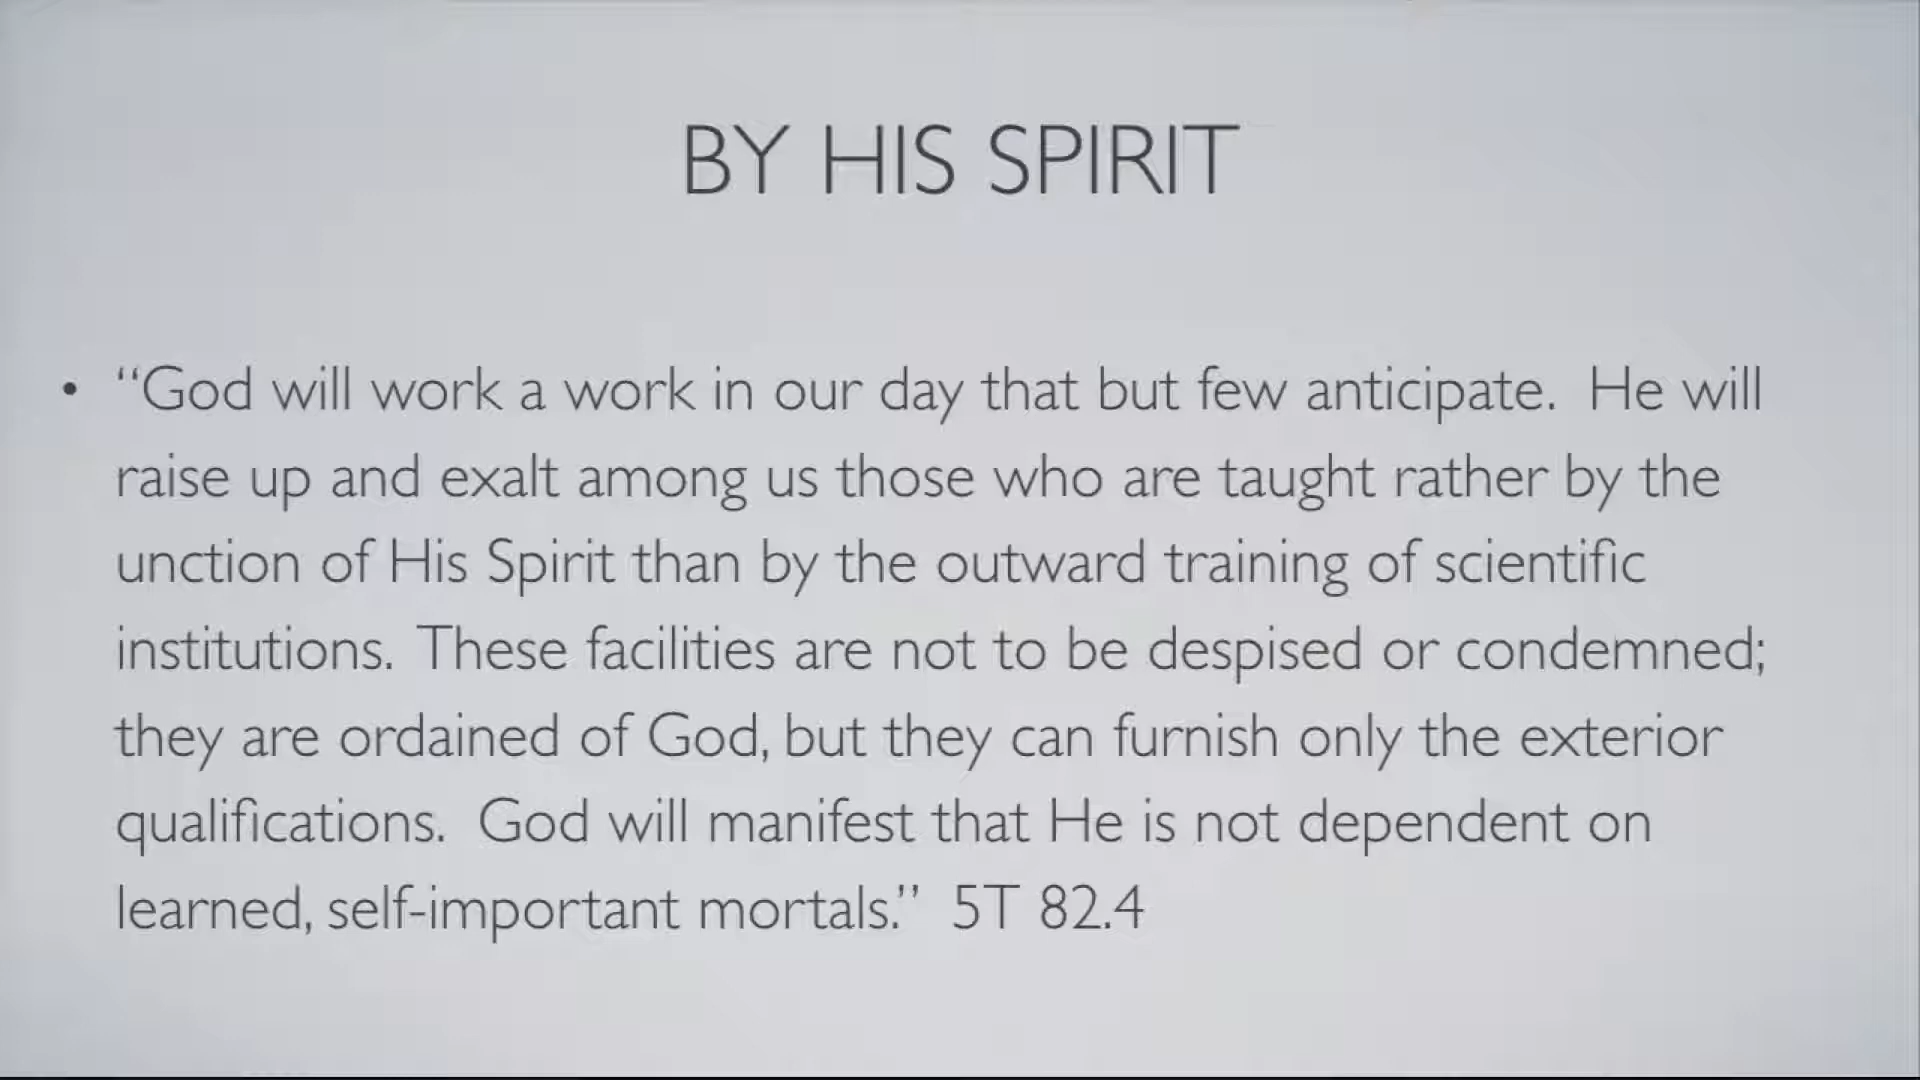 BY HIS SPIRIT
• “God will work a work in our day that but few anticipate.  He will
raise up and exalt among us those who are taught rather by the
unction of His Spirit than by the outward training of scientific
institutions.  These facilities are not to be despised or condemned;
they are ordained of God, but they can furnish only the exterior
qualifications.  God will manifest that He is not dependent on
learned, self-important mortals.”  5T 82.4